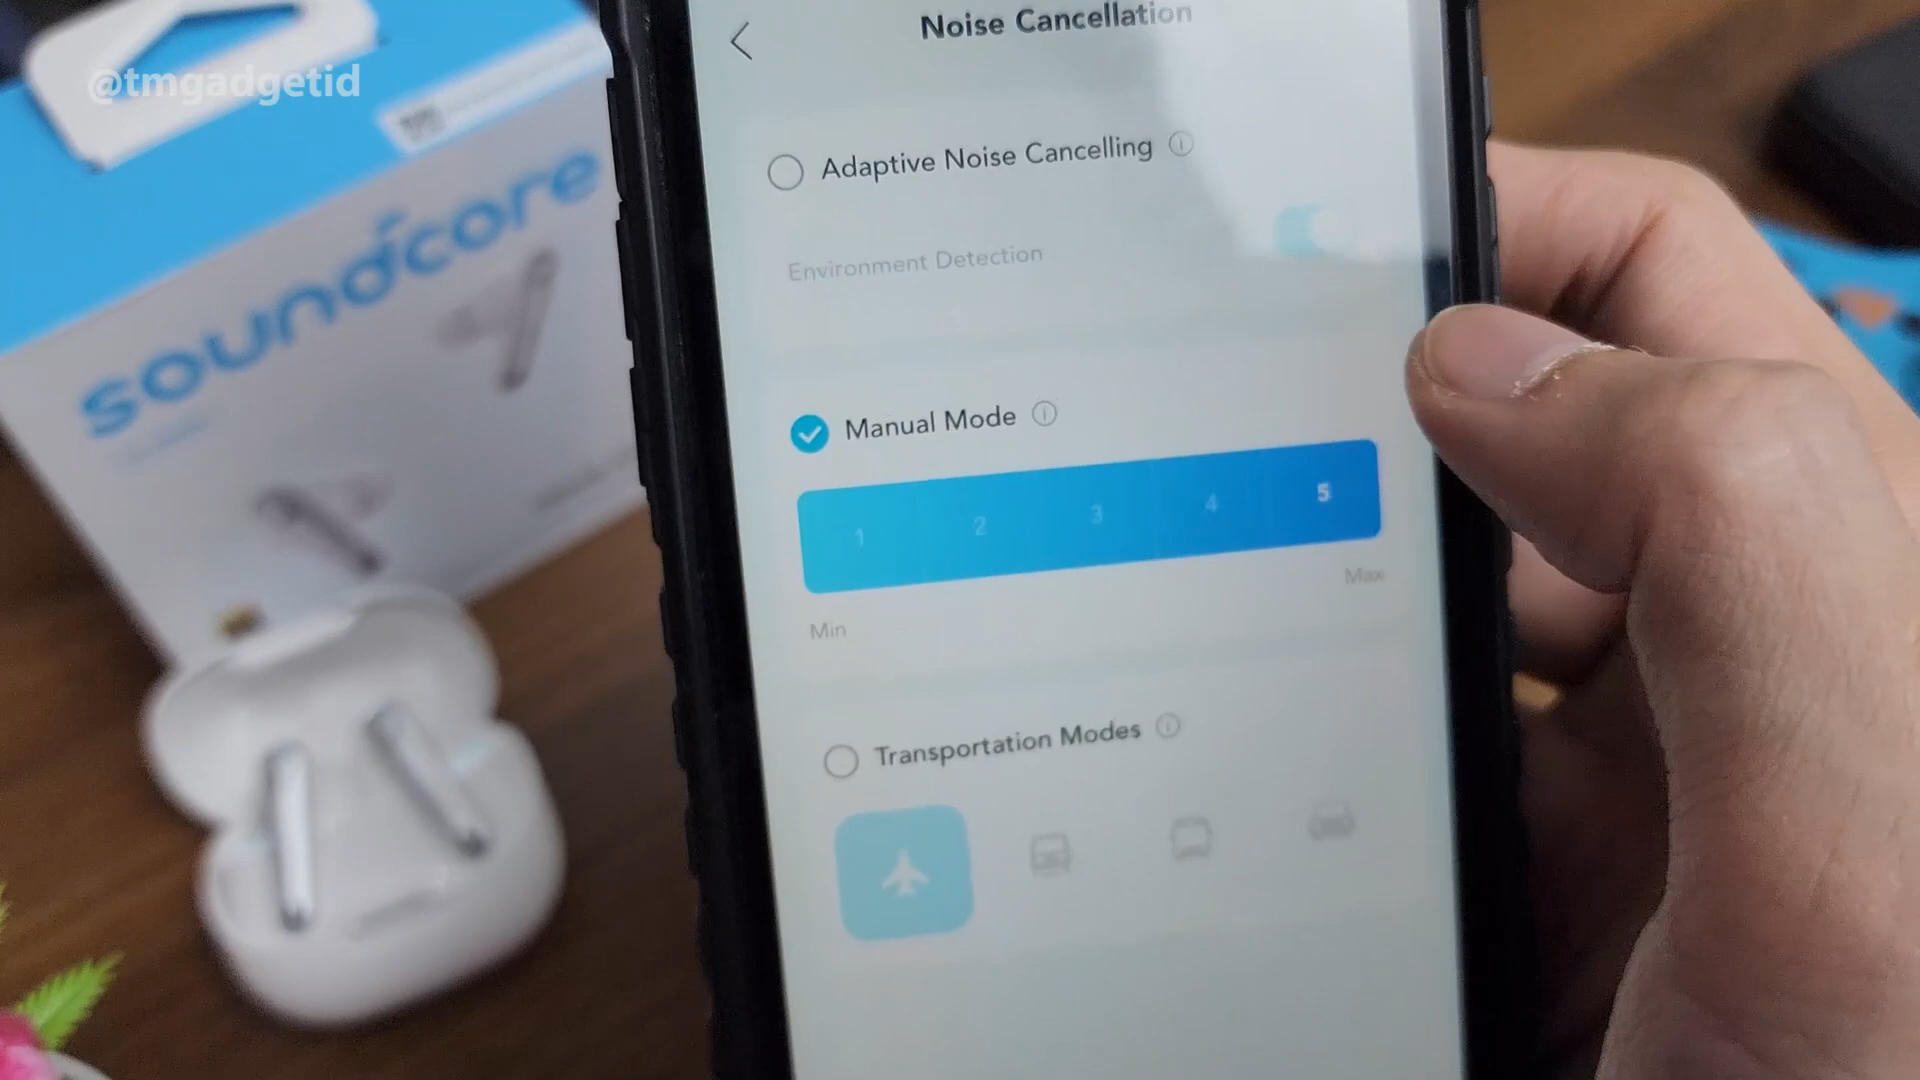 @tmgadgetid
soundcore
Noise Cancellation
Adaptive Noise Cancelling
Environment Detection
Manual Mode
1 2 3 4 5
Min Max
Transportation Modes